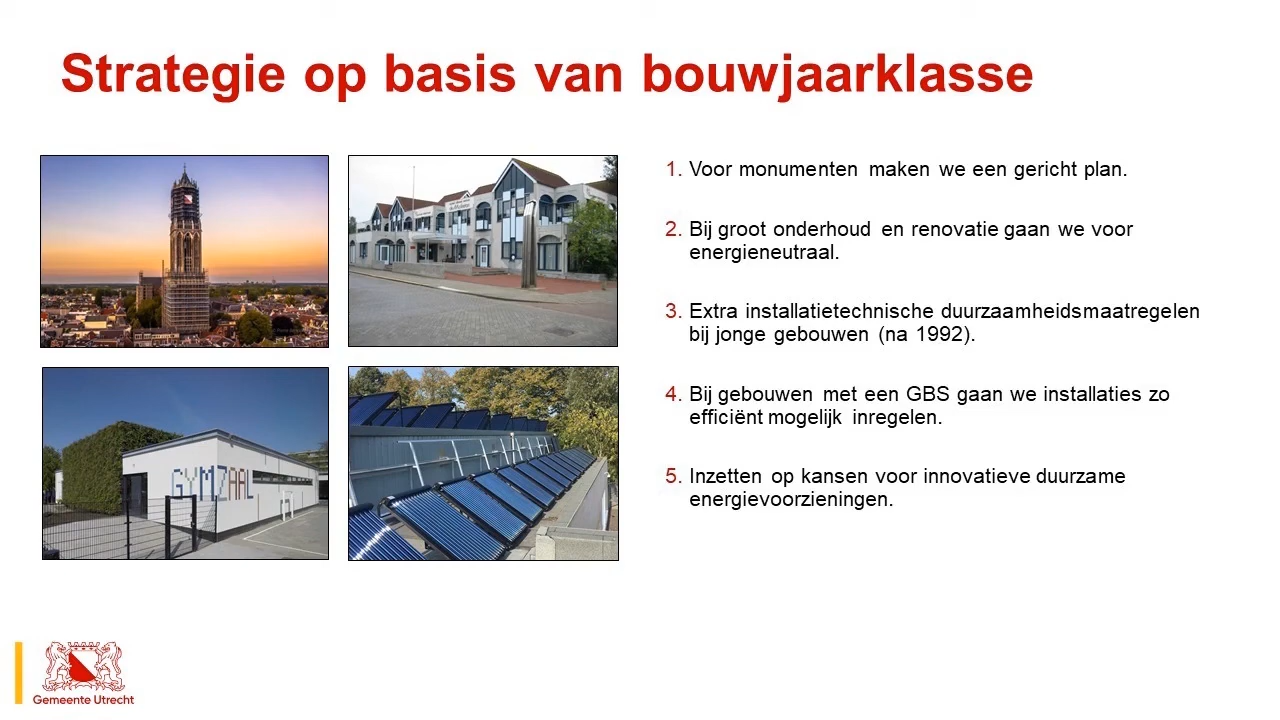 Strategie op basis van bouwjaarklasse
1. Voor monumenten maken we een gericht plan.
2. Bij groot onderhoud en renovatie gaan we voor
energieneutraal.
3. Extra installatietechnische duurzaamheidsmaatregelen
bij jonge gebouwen (na 1992).
4. Bij gebouwen met een GBS gaan we installaties zo
efficiënt mogelijk inregelen.
5. Inzetten op kansen voor innovatieve duurzame
energievoorzieningen.
GYMZAAL
Gemeente Utrecht